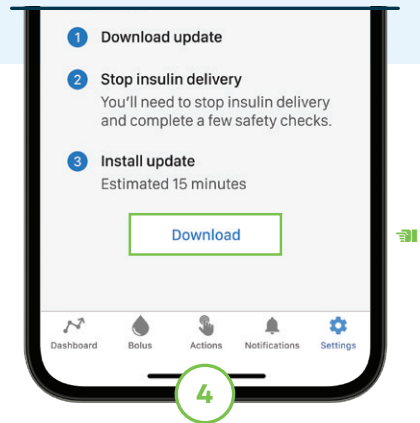 1 Download update
2 Stop insulin delivery
You'll need to stop insulin delivery
and complete a few safety checks.
3 Install update
Estimated 15 minutes
Download
Dashboard Bolus Actions Notifications Settings
4